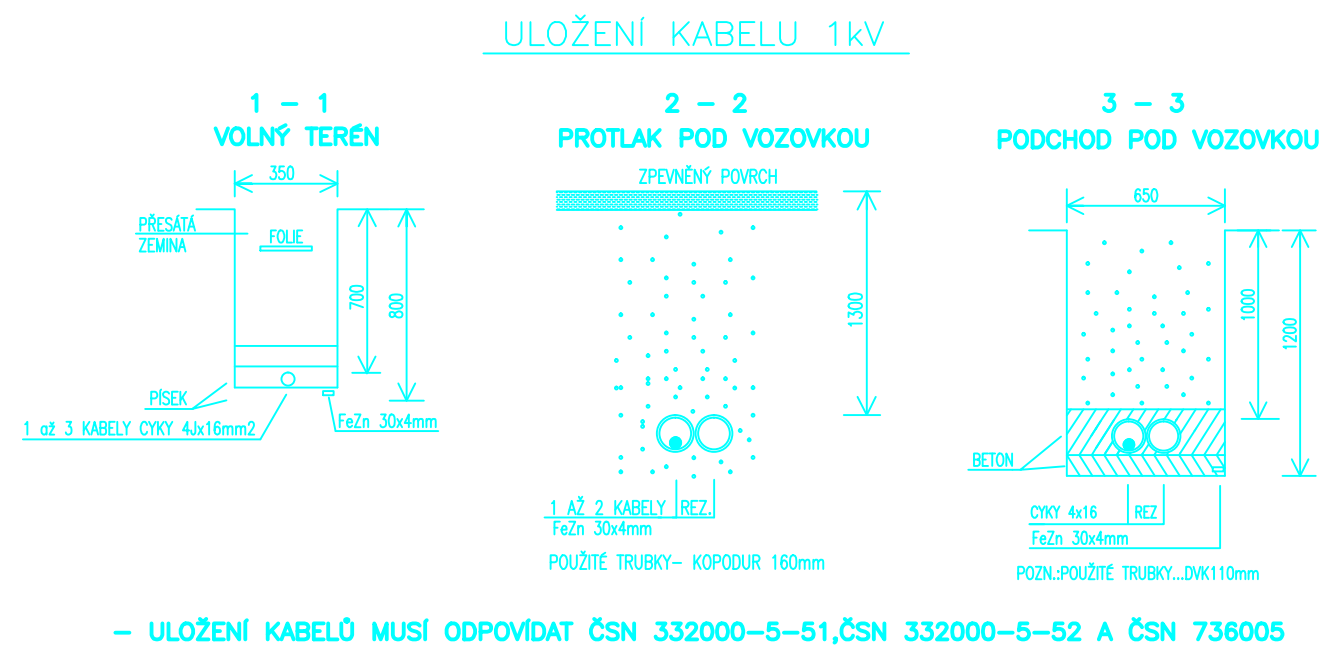 ULOŽENÍ KABELU 1kV
1 - 1
VOLNÝ TERÉN
350
PŘESÁTÁ
ZEMINA
FOLIE
700
800
PÍSEK
1 až 3 KABELY CYKY 4Jx16mm2
FeZn 30x4mm
2 - 2
PROTLAK POD VOZOVKOU
ZPEVNĚNÝ POVRCH
1300
1 AŽ 2 KABELY REZ.
FeZn 30x4mm
POUŽITÉ TRUBKY- KOPODUR 160mm
3 - 3
PODCHOD POD VOZOVKOU
650
1000
1200
BETON
CYKY 4x16 REZ
FeZn 30x4mm
POZN.:POUŽITÉ TRUBKY...DVK110mm
- ULOŽENÍ KABELŮ MUSÍ ODPOVÍDAT ČSN 332000-5-51,ČSN 332000-5-52 A ČSN 736005